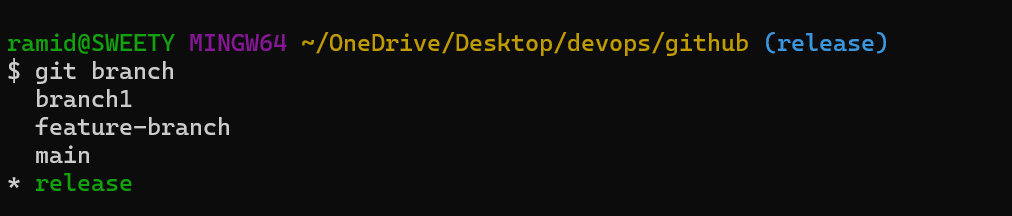 ramid@SWEETY MINGW64 ~/OneDrive/Desktop/devops/github (release)
$ git branch
  branch1
  feature-branch
  main
* release